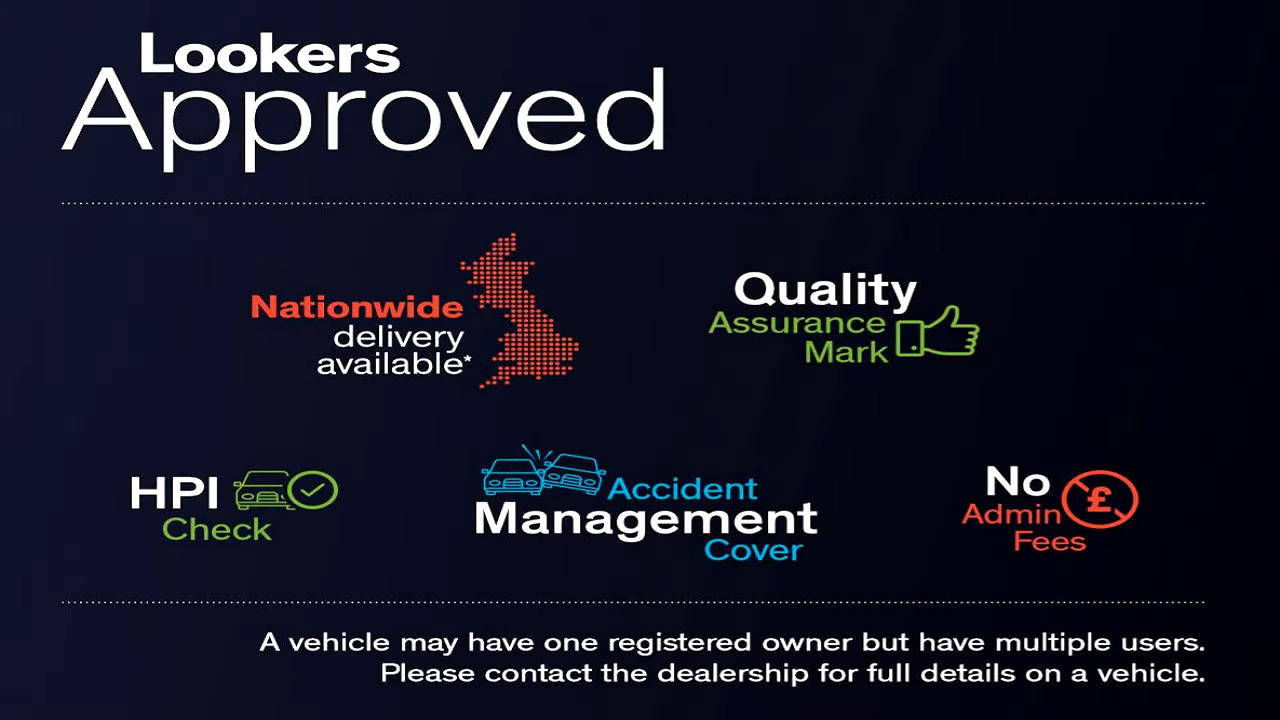 Lookers
Approved
Nationwide
delivery
available*
Quality
Assurance
Mark
HPI
Check
Accident
Management
Cover
No
Admin
£
Fees
A vehicle may have one registered owner but have multiple users.
Please contact the dealership for full details on a vehicle.